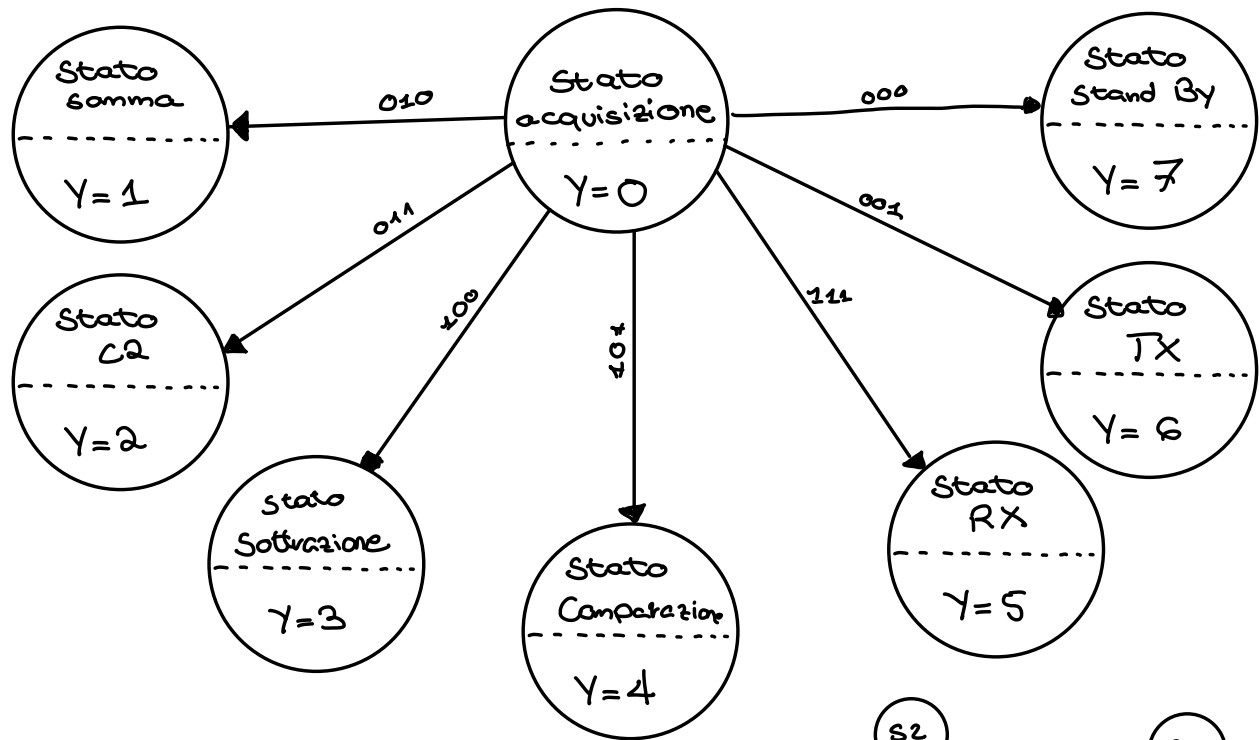 Stato
somma
Y=1
010
Stato
acquisizione
Y=0
000
Stato
Stand By
Y=7
011
100
101
111
001
Stato
C2
Y=2
Stato
TX
Y=6
Stato
Sottrazione
Y=3
Stato
Comparazione
Y=4
Stato
RX
Y=5
S2